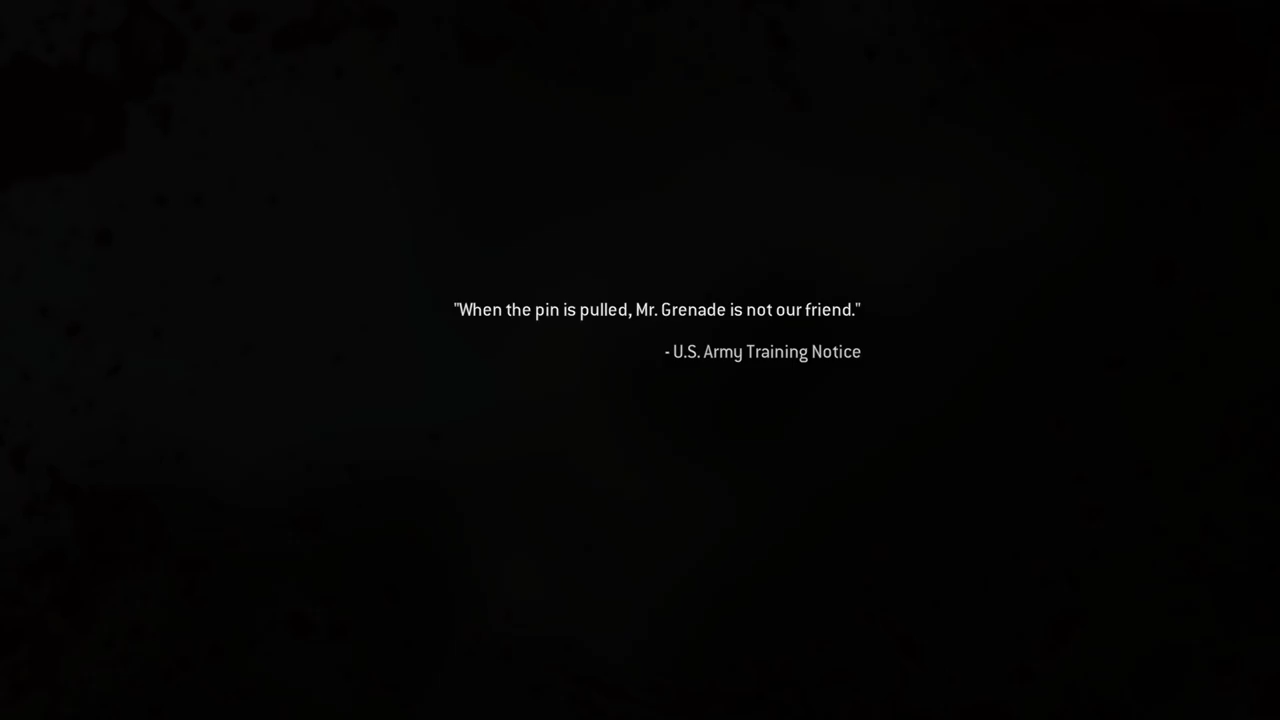 "When the pin is pulled, Mr. Grenade is not our friend."
- U.S. Army Training Notice